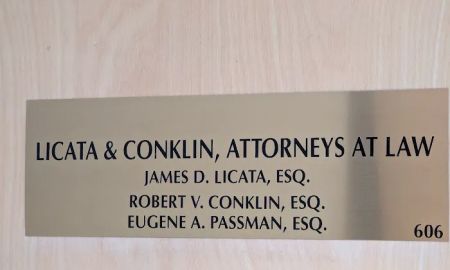 LICATA & CONKLIN, ATTORNEYS AT LAW
JAMES D. LICATA, ESQ.
ROBERT V. CONKLIN, ESQ.
EUGENE A. PASSMAN, ESQ.
606